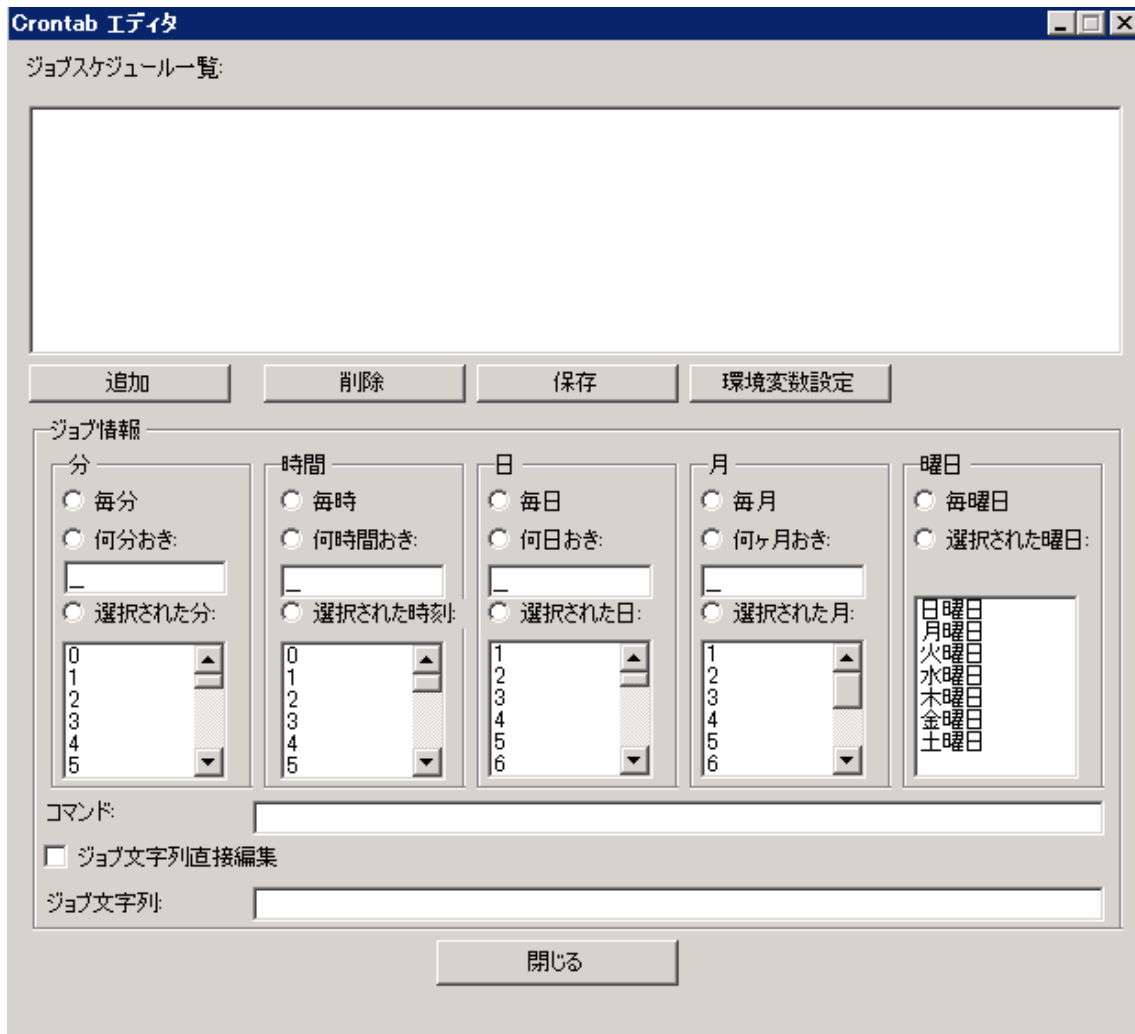 Crontab エディタ
ジョブスケジュール一覧:
追加 削除 保存 環境変数設定
ジョブ情報
分 時間 日 月 曜日
毎分 毎時 毎日 毎月 毎曜日
何分おき: 何時間おき: 何日おき: 何ヶ月おき: 選択された曜日:
_ _ _ _
選択された分: 選択された時刻: 選択された日: 選択された月: 日曜日
0 0 1 1 月曜日
1 1 2 2 火曜日
2 2 3 3 水曜日
3 3 4 4 木曜日
4 4 5 5 金曜日
5 5 6 6 土曜日
コマンド:
ジョブ文字列直接編集
ジョブ文字列:
閉じる